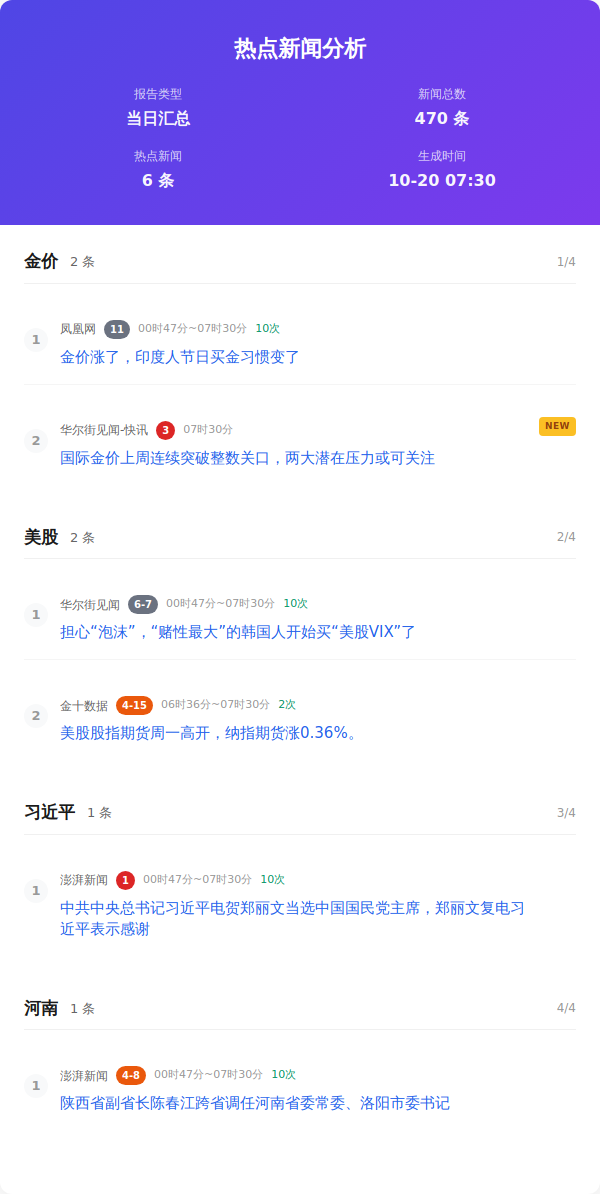 热点新闻分析
报告类型
当日汇总
新闻总数
470 条
热点新闻
6 条
生成时间
10-20 07:30
金价 2 条 1/4
1 凤凰网 11 00时47分~07时30分 10次
金价涨了，印度人节日买金习惯变了
2 华尔街见闻-快讯 3 07时30分 NEW
国际金价上周连续突破整数关口，两大潜在压力或可关注
美股 2 条 2/4
1 华尔街见闻 6-7 00时47分~07时30分 10次
担心“泡沫”，“赌性最大”的韩国人开始买“美股VIX”了
2 金十数据 4-15 06时36分~07时30分 2次
美股股指期货周一高开，纳指期货涨0.36%。
习近平 1 条 3/4
1 澎湃新闻 1 00时47分~07时30分 10次
中共中央总书记习近平电贺郑丽文当选中国国民党主席，郑丽文复电习
近平表示感谢
河南 1 条 4/4
1 澎湃新闻 4-8 00时47分~07时30分 10次
陕西省副省长陈春江跨省调任河南省委常委、洛阳市委书记